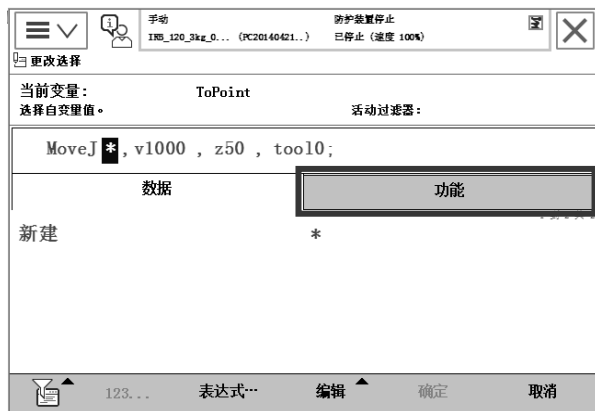 手动
防护装置停止
IRB_120_3kg_0... (PC20140421..)
已停止 (速度 100%)
更改选择
当前变量: ToPoint
选择自变量值。 活动过滤器:
MoveJ *, v1000 , z50 , tool0;
数据 功能
新建 *
123... 表达式… 编辑 确定 取消